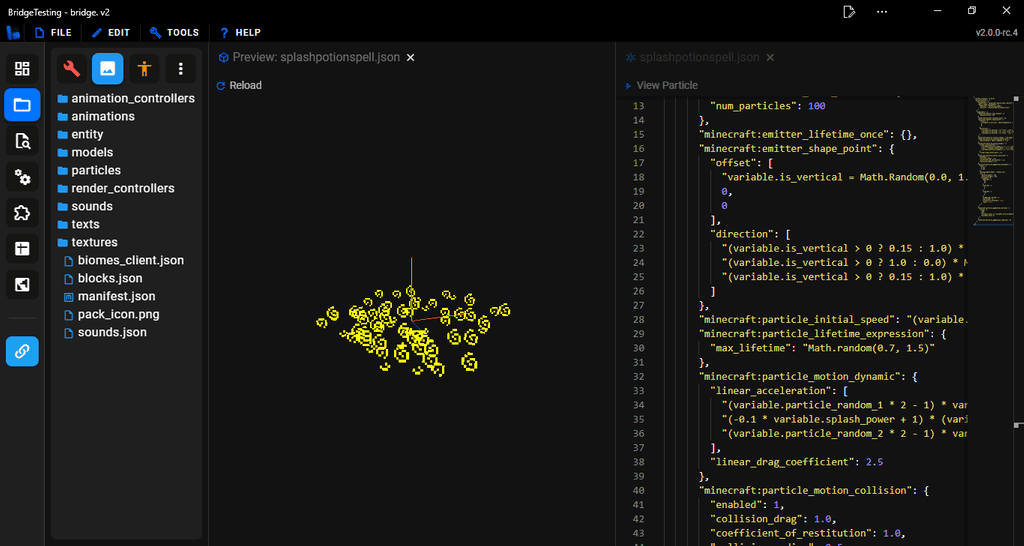 BridgeTesting - bridge. v2
FILE EDIT TOOLS HELP v2.0.0-rc.4
Preview: splashpotionspell.json
Reload
animation_controllers
animations
entity
models
particles
render_controllers
sounds
texts
textures
biomes_client.json
blocks.json
manifest.json
pack_icon.png
sounds.json
splashpotionspell.json
View Particle
13 "num_particles": 100
14 },
15 "minecraft:emitter_lifetime_once": {},
16 "minecraft:emitter_shape_point": {
17 "offset": [
18 "variable.is_vertical = Math.Random(0.0, 1.
19 0,
20 0
21 ],
22 "direction": [
23 "(variable.is_vertical > 0 ? 0.15 : 1.0) *
24 "(variable.is_vertical > 0 ? 1.0 : 0.0) *
25 "(variable.is_vertical > 0 ? 0.15 : 1.0) *
26 ]
27 },
28 "minecraft:particle_initial_speed": "(variable.
29 "minecraft:particle_lifetime_expression": {
30 "max_lifetime": "Math.random(0.7, 1.5)"
31 },
32 "minecraft:particle_motion_dynamic": {
33 "linear_acceleration": [
34 "(variable.particle_random_1 * 2 - 1) * var
35 "(-0.1 * variable.splash_power + 1) * (vari
36 "(variable.particle_random_2 * 2 - 1) * var
37 ],
38 "linear_drag_coefficient": 2.5
39 },
40 "minecraft:particle_motion_collision": {
41 "enabled": 1,
42 "collision_drag": 1.0,
43 "coefficient_of_restitution": 1.0,